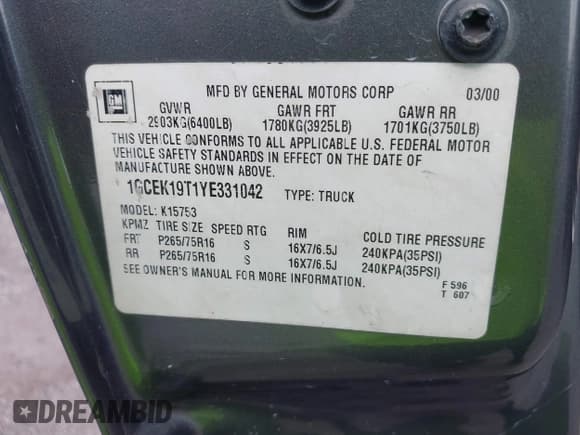 GM
MFD BY GENERAL MOTORS CORP 03/00
GVWR GAWR FRT GAWR RR
2903KG(6400LB) 1780KG(3925LB) 1701KG(3750LB)
THIS VEHICLE CONFORMS TO ALL APPLICABLE U.S. FEDERAL MOTOR
VEHICLE SAFETY STANDARDS IN EFFECT ON THE DATE OF
MANUFACTURE SHOWN ABOVE.
1GCEK19T1YE331042 TYPE: TRUCK
MODEL: K15753
KPMZ TIRE SIZE SPEED RTG RIM COLD TIRE PRESSURE
FRT P265/75R16 S 16X7/6.5J 240KPA(35PSI)
RR P265/75R16 S 16X7/6.5J 240KPA(35PSI)
SEE OWNER'S MANUAL FOR MORE INFORMATION.
F 596
T 607
DREAMBID